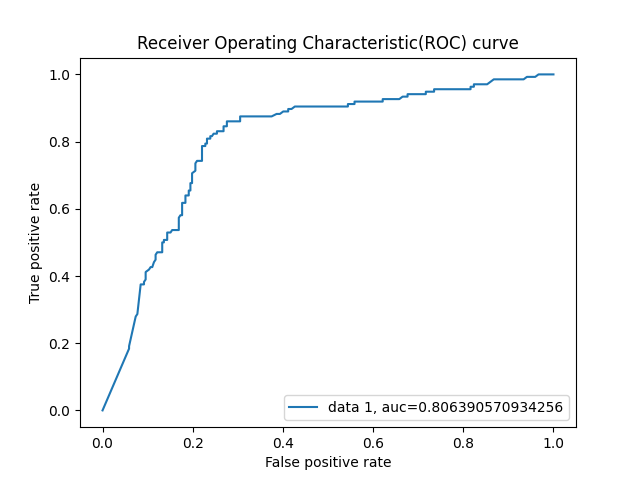 Receiver Operating Characteristic(ROC) curve
1.0
0.8
0.6
0.4
0.2
0.0
True positive rate
data 1, auc=0.806390570934256
0.0 0.2 0.4 0.6 0.8 1.0
False positive rate